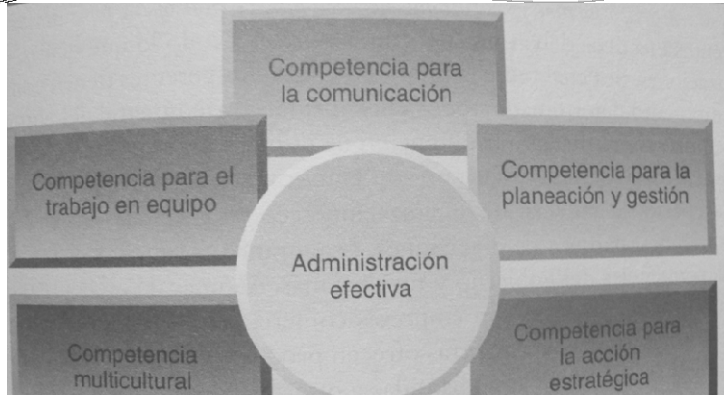 Competencia para
la comunicación
Competencia para el
trabajo en equipo
Competencia para la
planeación y gestión
Administración
efectiva
Competencia
multicultural
Competencia para
la acción
estratégica